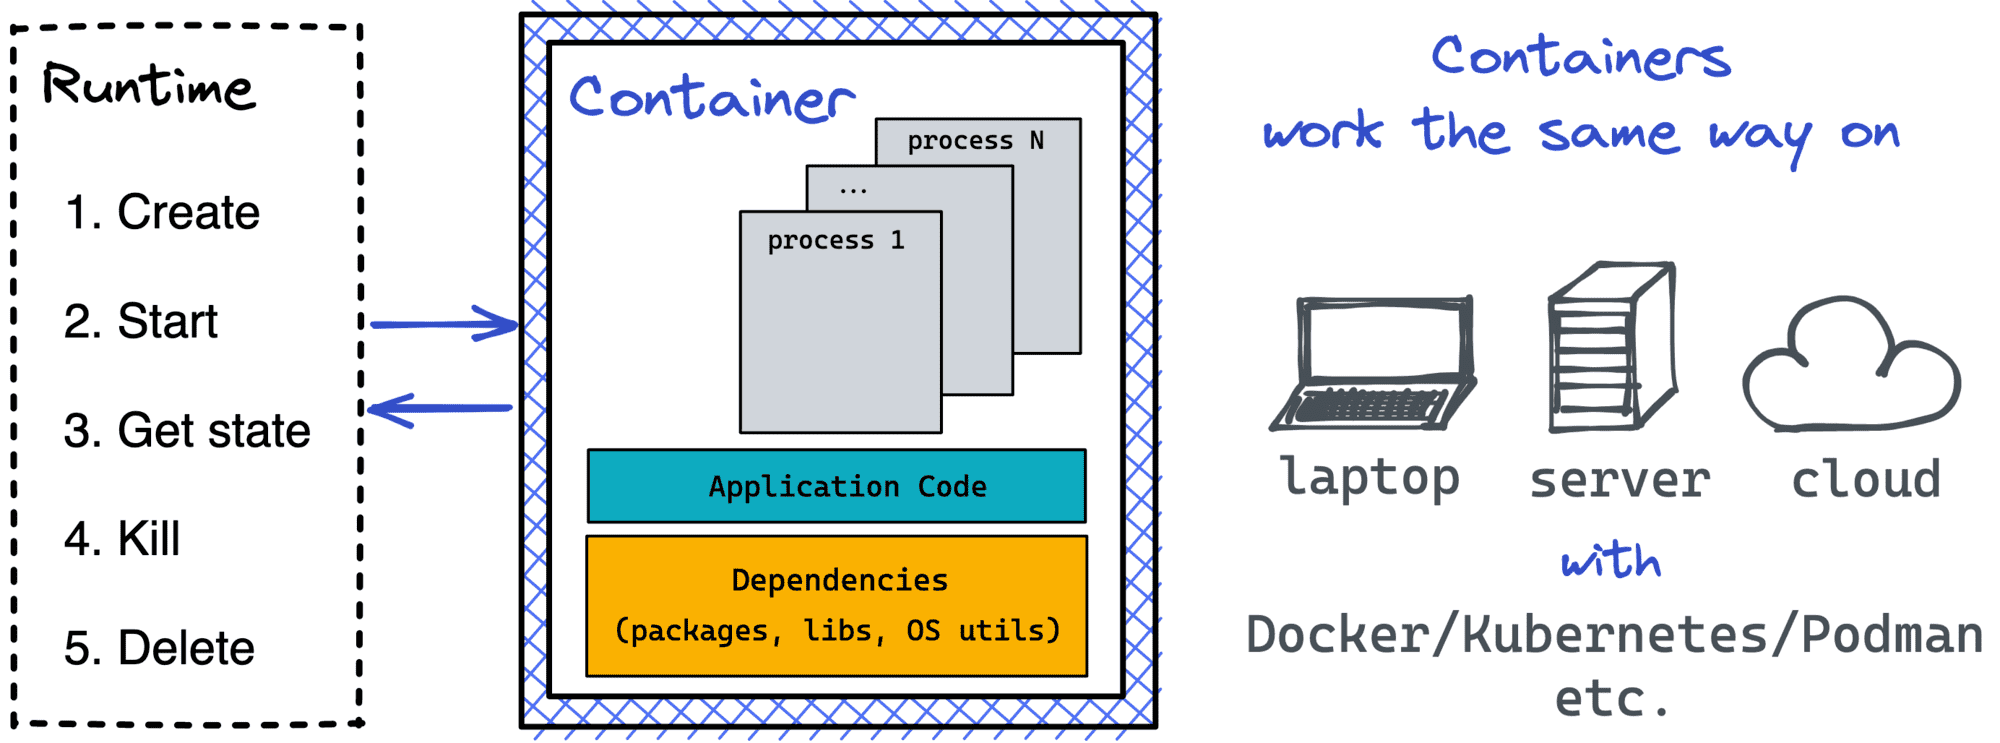 Runtime
1. Create
2. Start
3. Get state
4. Kill
5. Delete
Container
process N
...
process 1
Application Code
Dependencies
(packages, libs, OS utils)
Containers
work the same way on
laptop
server
cloud
with
Docker/Kubernetes/Podman
etc.